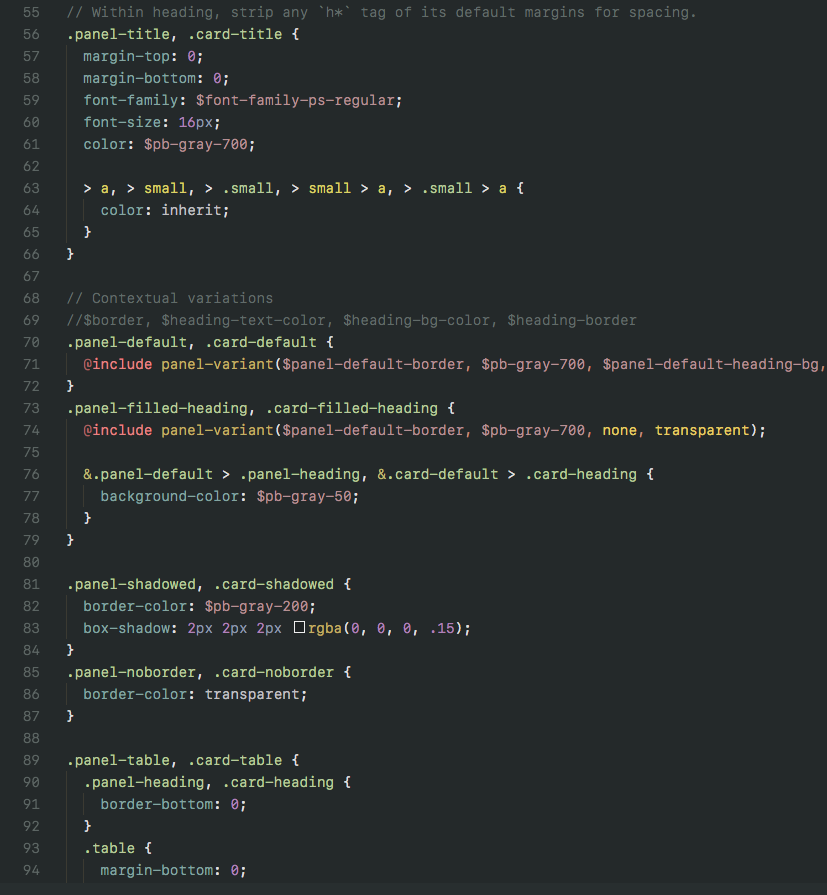 55 // Within heading, strip any `h*` tag of its default margins for spacing.
56 .panel-title, .card-title {
57 margin-top: 0;
58 margin-bottom: 0;
59 font-family: $font-family-ps-regular;
60 font-size: 16px;
61 color: $pb-gray-700;
62
63 > a, > small, > .small, > small > a, > .small > a {
64 color: inherit;
65 }
66 }
67
68 // Contextual variations
69 //$border, $heading-text-color, $heading-bg-color, $heading-border
70 .panel-default, .card-default {
71 @include panel-variant($panel-default-border, $pb-gray-700, $panel-default-heading-bg,
72 }
73 .panel-filled-heading, .card-filled-heading {
74 @include panel-variant($panel-default-border, $pb-gray-700, none, transparent);
75
76 &.panel-default > .panel-heading, &.card-default > .card-heading {
77 background-color: $pb-gray-50;
78 }
79 }
80
81 .panel-shadowed, .card-shadowed {
82 border-color: $pb-gray-200;
83 box-shadow: 2px 2px 2px rgba(0, 0, 0, .15);
84 }
85 .panel-noborder, .card-noborder {
86 border-color: transparent;
87 }
88
89 .panel-table, .card-table {
90 .panel-heading, .card-heading {
91 border-bottom: 0;
92 }
93 .table {
94 margin-bottom: 0;